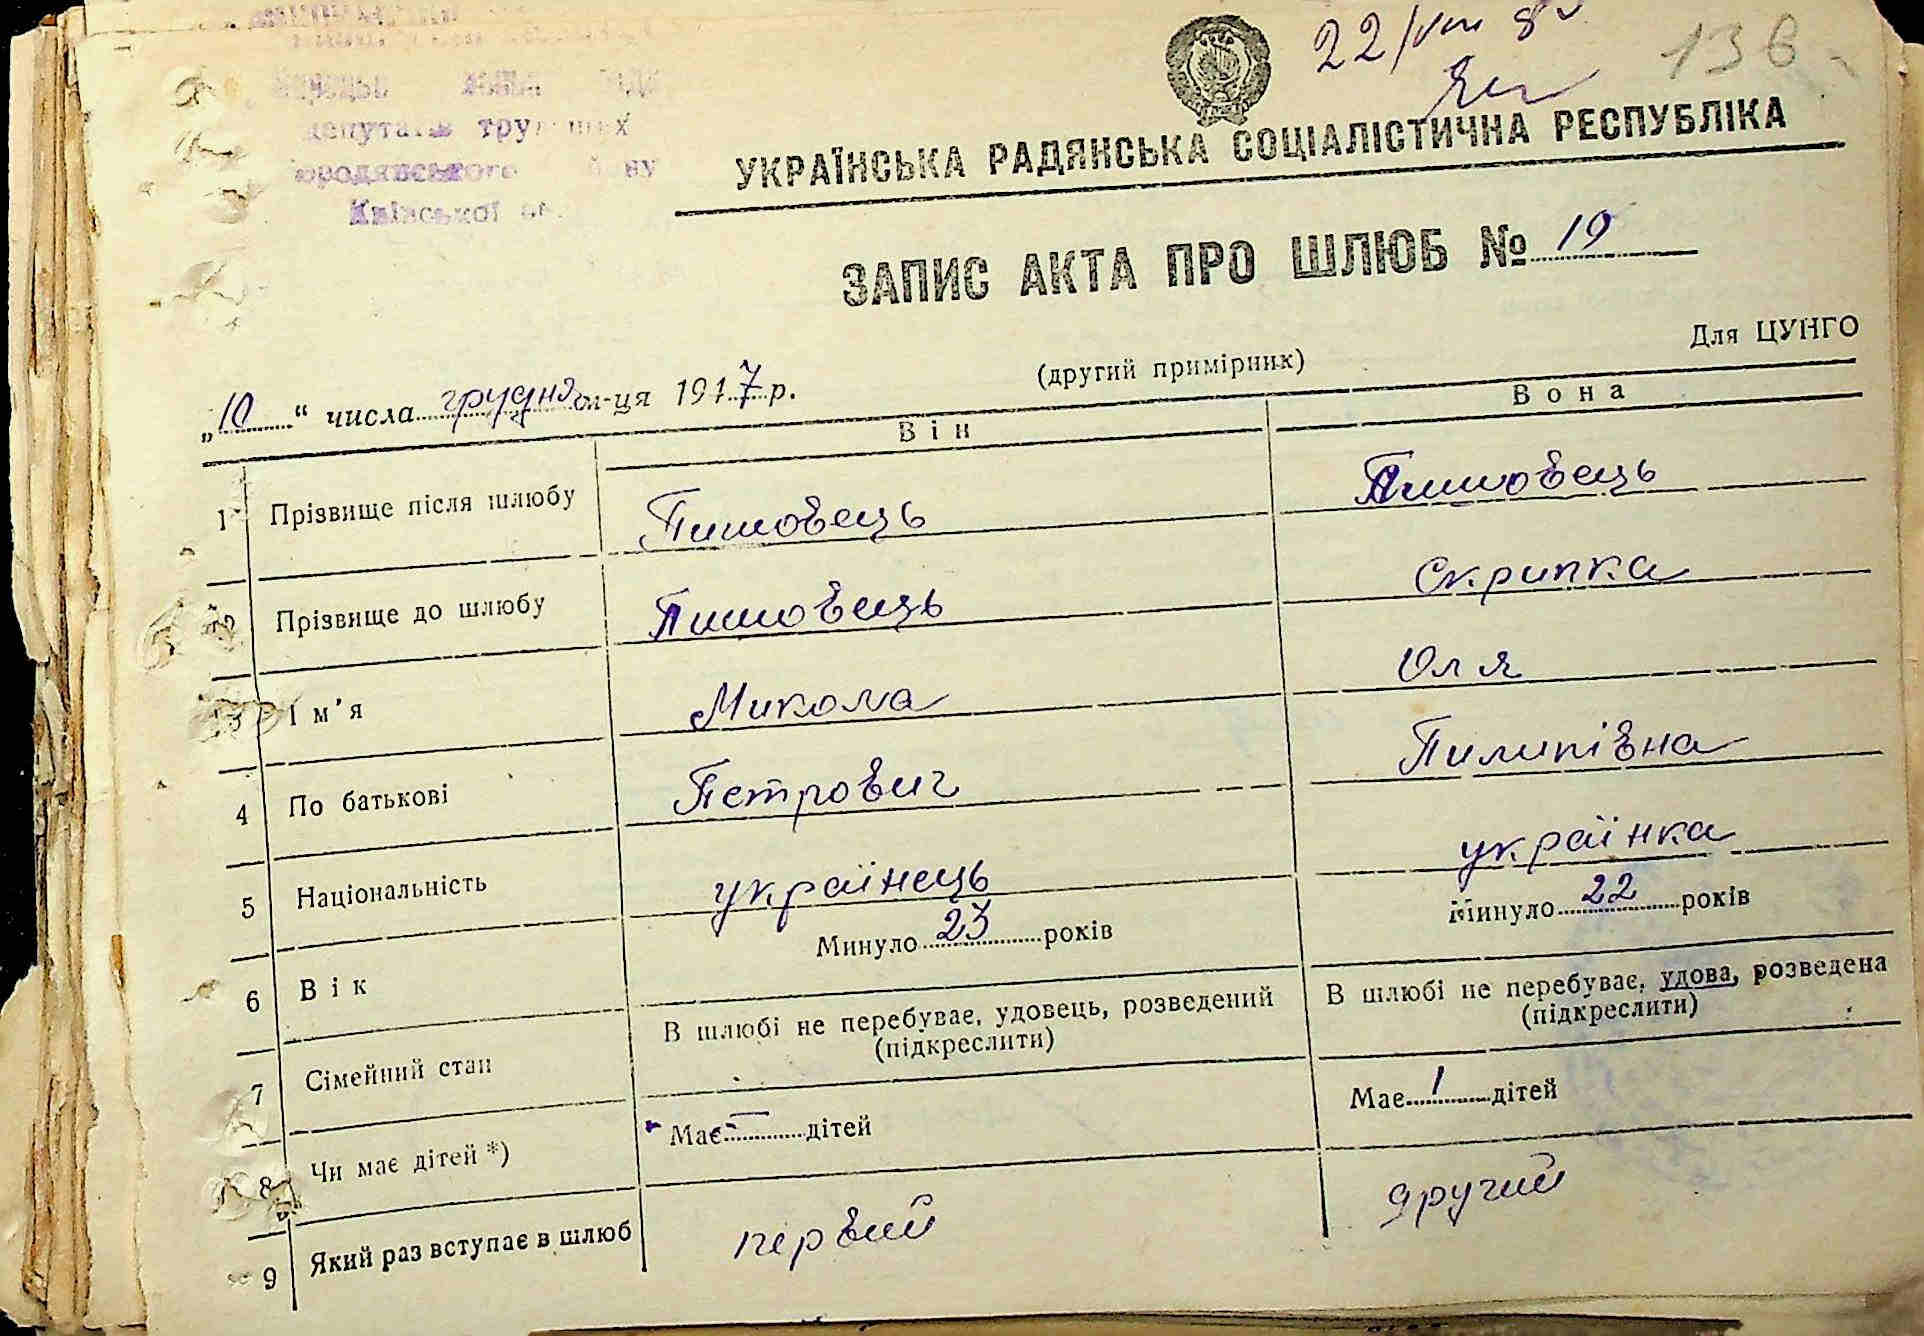 депутатів трудящих
Київської
22/VIII
136
УКРАЇНСЬКА РАДЯНСЬКА СОЦІАЛІСТИЧНА РЕСПУБЛІКА
ЗАПИС АКТА ПРО ШЛЮБ № 19
Для ЦУНГО
(другий примірник)
„10“ числа грудня м-ця 1947 р.
Він Вона
1 Прізвище після шлюбу Пишовець Пишовець
2 Прізвище до шлюбу Пишовець Скрипка
3 Ім'я Микола Оля
4 По батькові Петрович Пилипівна
5 Національність українець українка
6 Вік Минуло 23 років Минуло 22 років
7 Сімейний стан В шлюбі не перебуває, удовець, розведений В шлюбі не перебуває, удова, розведена
(підкреслити) (підкреслити)
8 Чи має дітей *) Має — дітей Має 1 дітей
9 Який раз вступає в шлюб первий другий